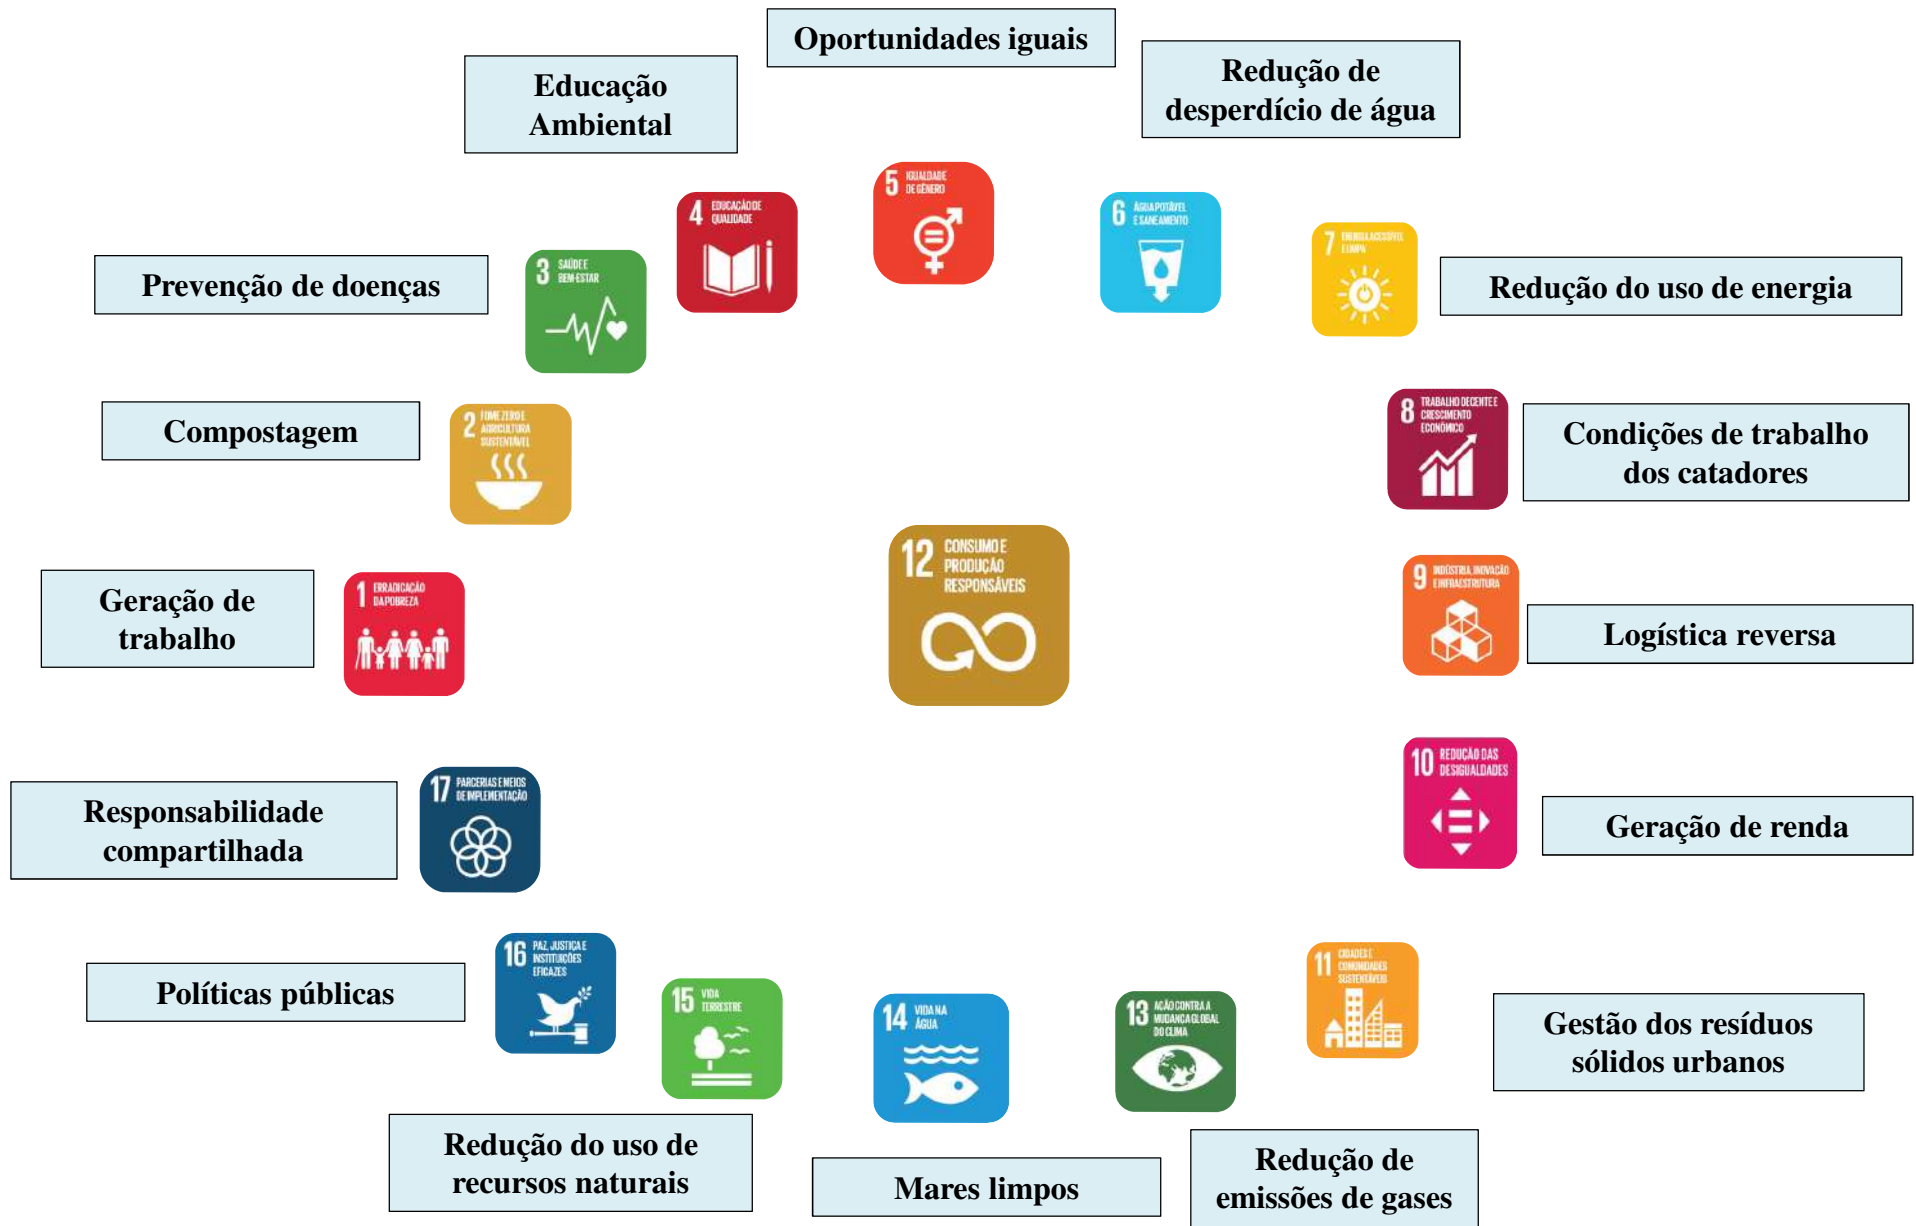 Oportunidades iguais
Educação
Ambiental
Redução de
desperdício de água
5 IGUALDADE
DE GÊNERO
4 EDUCAÇÃO DE
QUALIDADE
6 ÁGUA POTÁVEL
E SANEAMENTO
7 ENERGIA ACESSÍVEL
E LIMPA
Prevenção de doenças
3 SAÚDE E
BEM-ESTAR
Redução do uso de energia
Compostagem
2 FOME ZERO E
AGRICULTURA
SUSTENTÁVEL
8 TRABALHO DECENTE E
CRESCIMENTO
ECONÔMICO
Condições de trabalho
dos catadores
12 CONSUMO E
PRODUÇÃO
RESPONSÁVEIS
Geração de
trabalho
1 ERRADICAÇÃO
DA POBREZA
9 INDÚSTRIA, INOVAÇÃO
E INFRAESTRUTURA
Logística reversa
Responsabilidade
compartilhada
17 PARCERIAS E MEIOS
DE IMPLEMENTAÇÃO
10 REDUÇÃO DAS
DESIGUALDADES
Geração de renda
Políticas públicas
16 PAZ, JUSTIÇA E
INSTITUIÇÕES
EFICAZES
15 VIDA
TERRESTRE
14 VIDA NA
ÁGUA
13 AÇÃO CONTRA A
MUDANÇA GLOBAL
DO CLIMA
11 CIDADES E
COMUNIDADES
SUSTENTÁVEIS
Gestão dos resíduos
sólidos urbanos
Redução do uso de
recursos naturais
Mares limpos
Redução de
emissões de gases